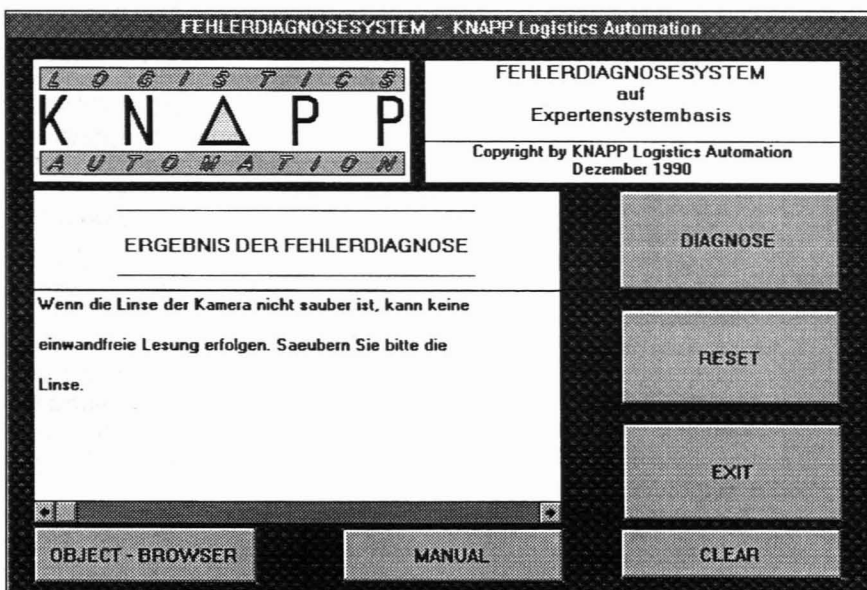 FEHLERDIAGNOSESYSTEM - KNAPP Logistics Automation
LOGISTICS
KNAPP
AUTOMATION
FEHLERDIAGNOSESYSTEM
auf
Expertensystembasis
Copyright by KNAPP Logistics Automation
Dezember 1990
ERGEBNIS DER FEHLERDIAGNOSE
Wenn die Linse der Kamera nicht sauber ist, kann keine
einwandfreie Lesung erfolgen. Saeubern Sie bitte die
Linse.
DIAGNOSE
RESET
EXIT
OBJECT - BROWSER
MANUAL
CLEAR